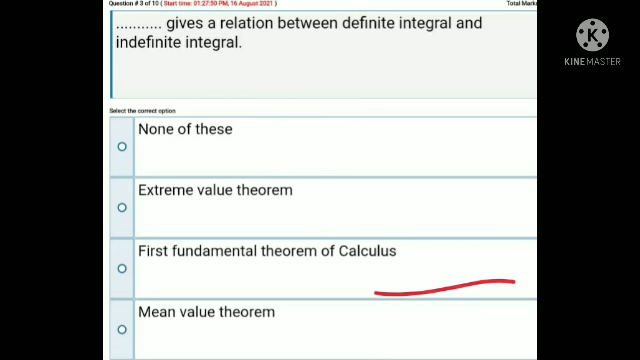 Question # 3 of 10 ( Start time: 01:27:50 PM, 16 August 2021 ) Total Mark
........... gives a relation between definite integral and
indefinite integral.
K
KINEMASTER
Select the correct option
None of these
Extreme value theorem
First fundamental theorem of Calculus
Mean value theorem